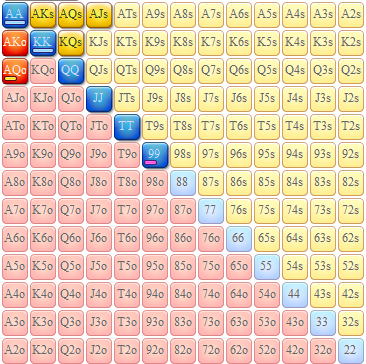 AA AKs AQs AJs ATs A9s A8s A7s A6s A5s A4s A3s A2s
AKo KK KQs KJs KTs K9s K8s K7s K6s K5s K4s K3s K2s
AQo KQo QQ QJs QTs Q9s Q8s Q7s Q6s Q5s Q4s Q3s Q2s
AJo KJo QJo JJ JTs J9s J8s J7s J6s J5s J4s J3s J2s
ATo KTo QTo JTo TT T9s T8s T7s T6s T5s T4s T3s T2s
A9o K9o Q9o J9o T9o 99 98s 97s 96s 95s 94s 93s 92s
A8o K8o Q8o J8o T8o 98o 88 87s 86s 85s 84s 83s 82s
A7o K7o Q7o J7o T7o 97o 87o 77 76s 75s 74s 73s 72s
A6o K6o Q6o J6o T6o 96o 86o 76o 66 65s 64s 63s 62s
A5o K5o Q5o J5o T5o 95o 85o 75o 65o 55 54s 53s 52s
A4o K4o Q4o J4o T4o 94o 84o 74o 64o 54o 44 43s 42s
A3o K3o Q3o J3o T3o 93o 83o 73o 63o 53o 43o 33 32s
A2o K2o Q2o J2o T2o 92o 82o 72o 62o 52o 42o 32o 22